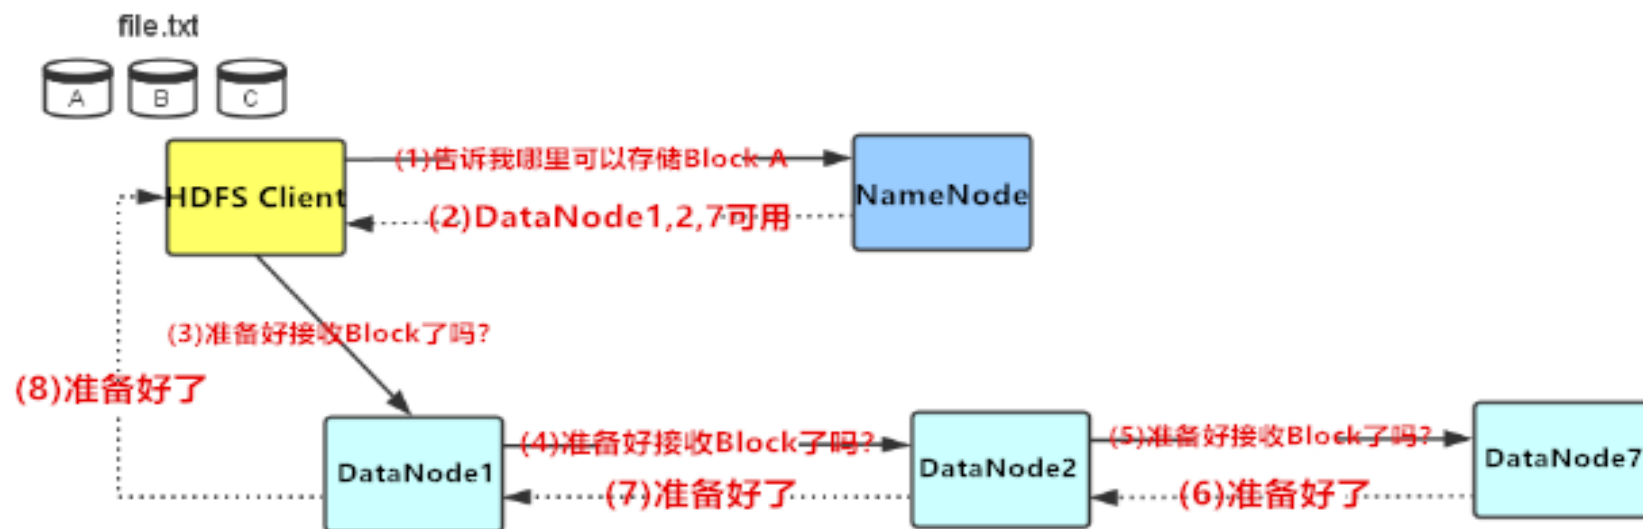 file.txt
A B C
(1)告诉我哪里可以存储Block A
HDFS Client
NameNode
(2)DataNode1,2,7可用
(3)准备好接收Block了吗?
(8)准备好了
(4)准备好接收Block了吗?
(5)准备好接收Block了吗?
DataNode1
DataNode2
DataNode7
(7)准备好了
(6)准备好了